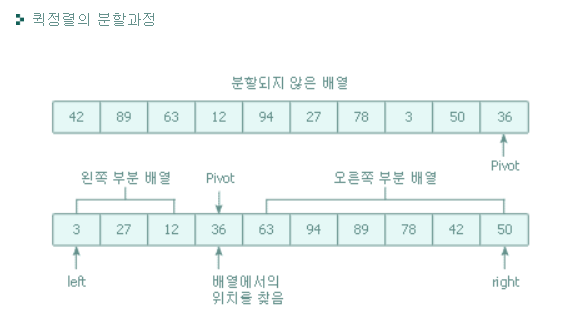 퀵정렬의 분할과정
분할되지 않은 배열
42 89 63 12 94 27 78 3 50 36
Pivot
왼쪽 부분 배열 Pivot 오른쪽 부분 배열
3 27 12 36 63 94 89 78 42 50
left 배열에서의 right
위치를 찾음